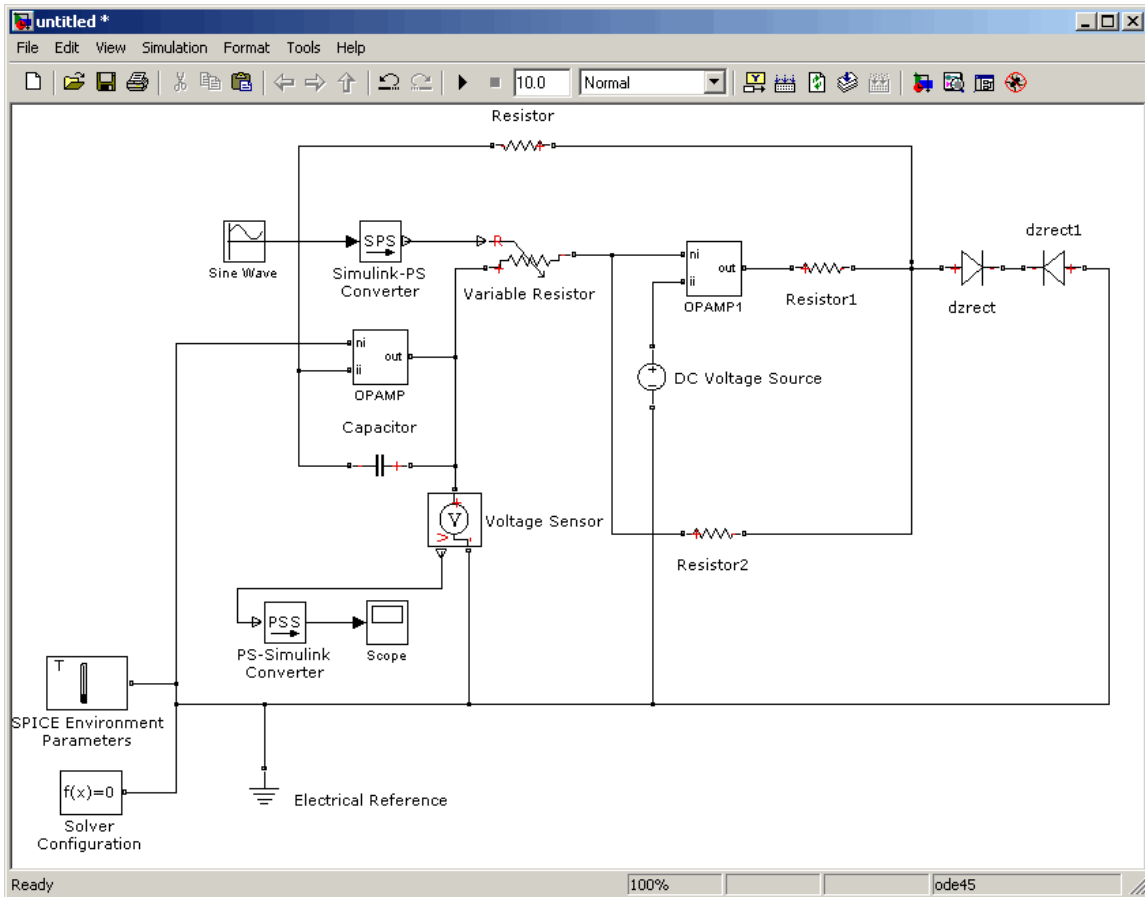 untitled *
File Edit View Simulation Format Tools Help
10.0 Normal
Resistor
Sine Wave
SPS
Simulink-PS
Converter
R
Variable Resistor
ni
ii
out
OPAMP1
Resistor1
dzrect
dzrect1
ni
ii
out
OPAMP
DC Voltage Source
Capacitor
V
V
Voltage Sensor
Resistor2
PSS
PS-Simulink
Converter
Scope
T
SPICE Environment
Parameters
f(x)=0
Solver
Configuration
Electrical Reference
Ready 100% ode45